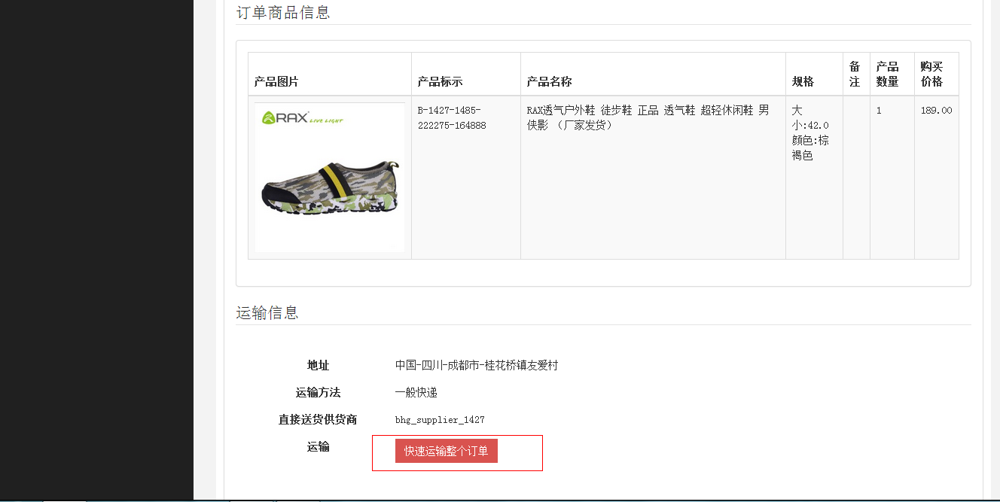 订单商品信息
产品图片
产品标示
产品名称
规格
备
注
产品
数量
购买
价格
RAX
LIVE LIGHT
B-1427-1485-
222275-164888
RAX透气户外鞋 徒步鞋 正品 透气鞋 超轻休闲鞋 男
侠影 （厂家发货）
大
小:42.0
颜色:棕
褐色
1
189.00
运输信息
地址
中国-四川-成都市-桂花桥镇友爱村
运输方法
一般快递
直接送货供货商
bhg_supplier_1427
运输
快速运输整个订单